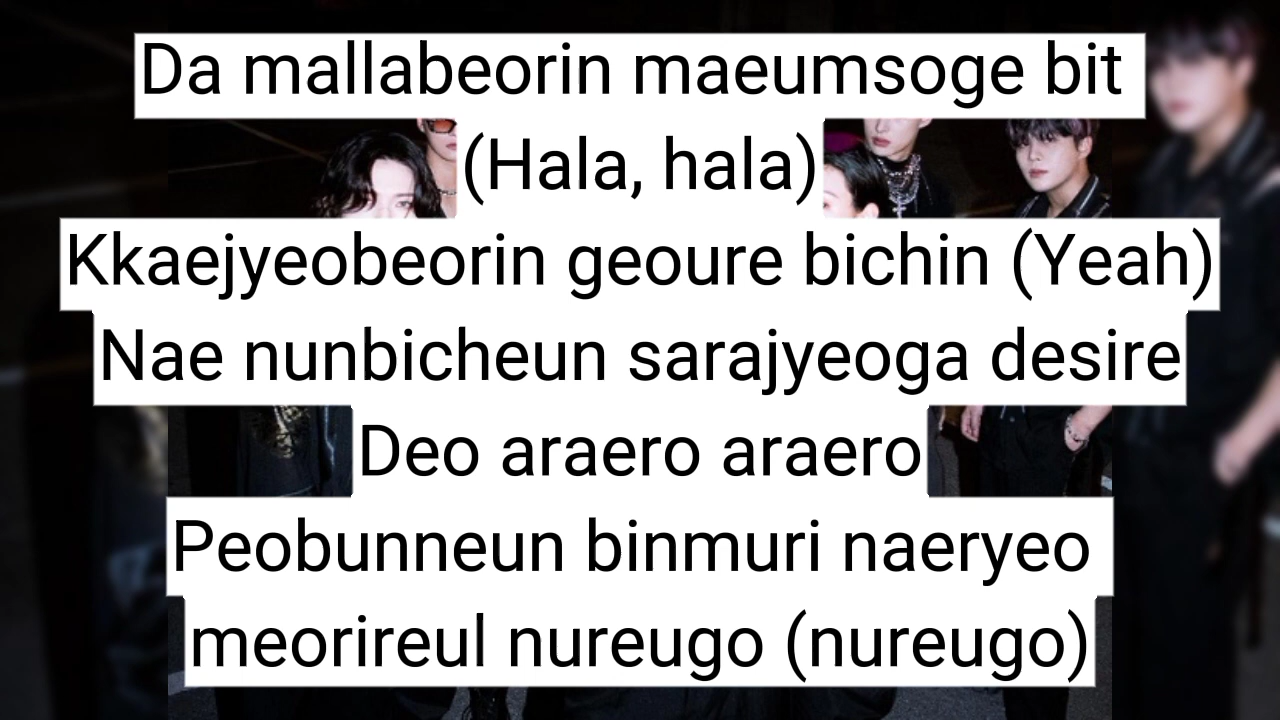 Da mallabeorin maeumsoge bit
(Hala, hala)
Kkaejyeobeorin geoure bichin (Yeah)
Nae nunbicheun sarajyeoga desire
Deo araero araero
Peobunneun binmuri naeryeo
meorireul nureugo (nureugo)